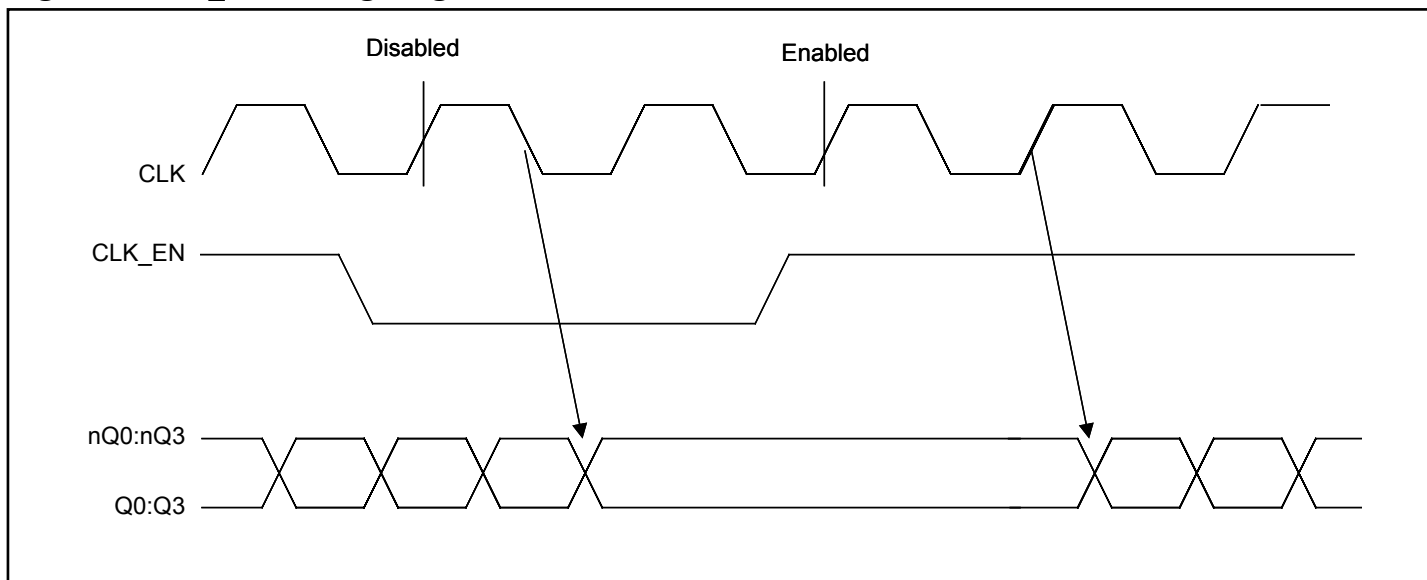 Disabled
Enabled
CLK
CLK_EN
nQ0:nQ3
Q0:Q3